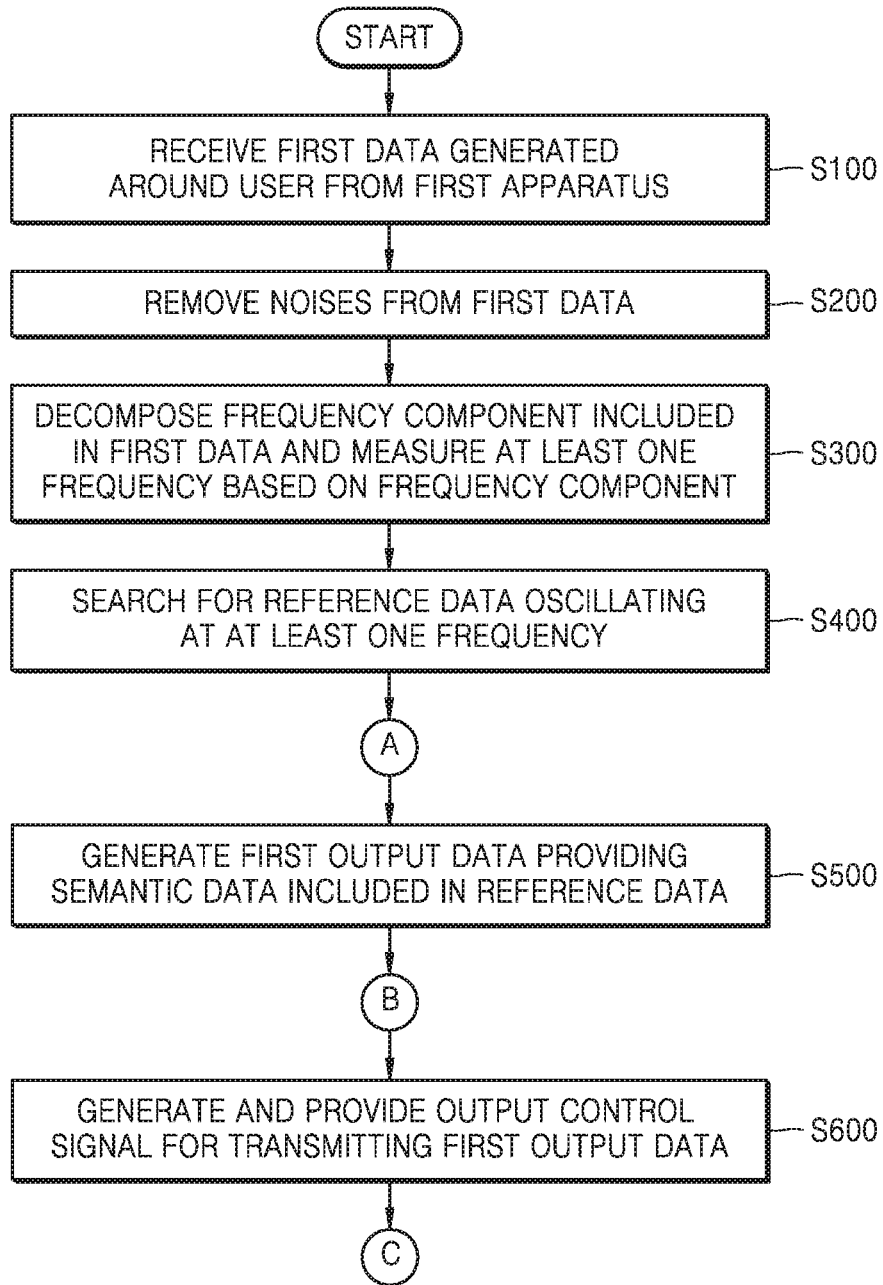 START
RECEIVE FIRST DATA GENERATED
AROUND USER FROM FIRST APPARATUS
S100
REMOVE NOISES FROM FIRST DATA
S200
DECOMPOSE FREQUENCY COMPONENT INCLUDED
IN FIRST DATA AND MEASURE AT LEAST ONE
FREQUENCY BASED ON FREQUENCY COMPONENT
S300
SEARCH FOR REFERENCE DATA OSCILLATING
AT AT LEAST ONE FREQUENCY
S400
A
GENERATE FIRST OUTPUT DATA PROVIDING
SEMANTIC DATA INCLUDED IN REFERENCE DATA
S500
B
GENERATE AND PROVIDE OUTPUT CONTROL
SIGNAL FOR TRANSMITTING FIRST OUTPUT DATA
S600
C